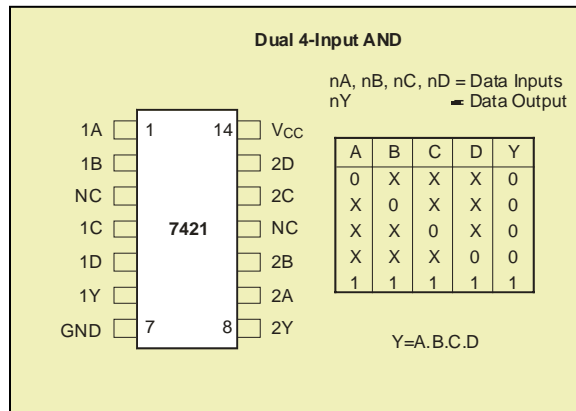 Dual 4-Input AND
nA, nB, nC, nD = Data Inputs
nY = Data Output
1A 1 14 VCC
1B 2D
NC 2C
1C 7421 NC
1D 2B
1Y 2A
GND 7 8 2Y
A B C D Y
0 X X X 0
X 0 X X 0
X X 0 X 0
X X X 0 0
1 1 1 1 1
Y=A.B.C.D